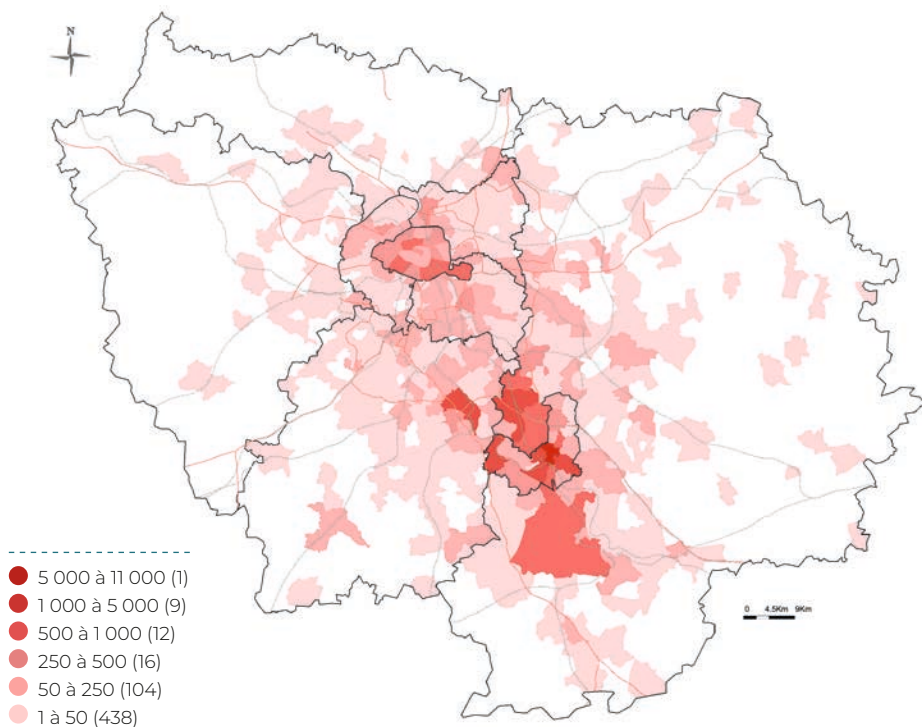 N
5 000 à 11 000 (1)
1 000 à 5 000 (9)
500 à 1 000 (12)
250 à 500 (16)
50 à 250 (104)
1 à 50 (438)
0 4.5Km 9Km